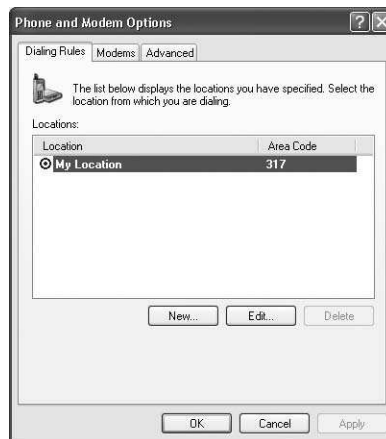 Phone and Modem Options
Dialing Rules Modems Advanced
The list below displays the locations you have specified. Select the
location from which you are dialing.
Locations:
Location Area Code
My Location 317
New... Edit... Delete
OK Cancel Apply